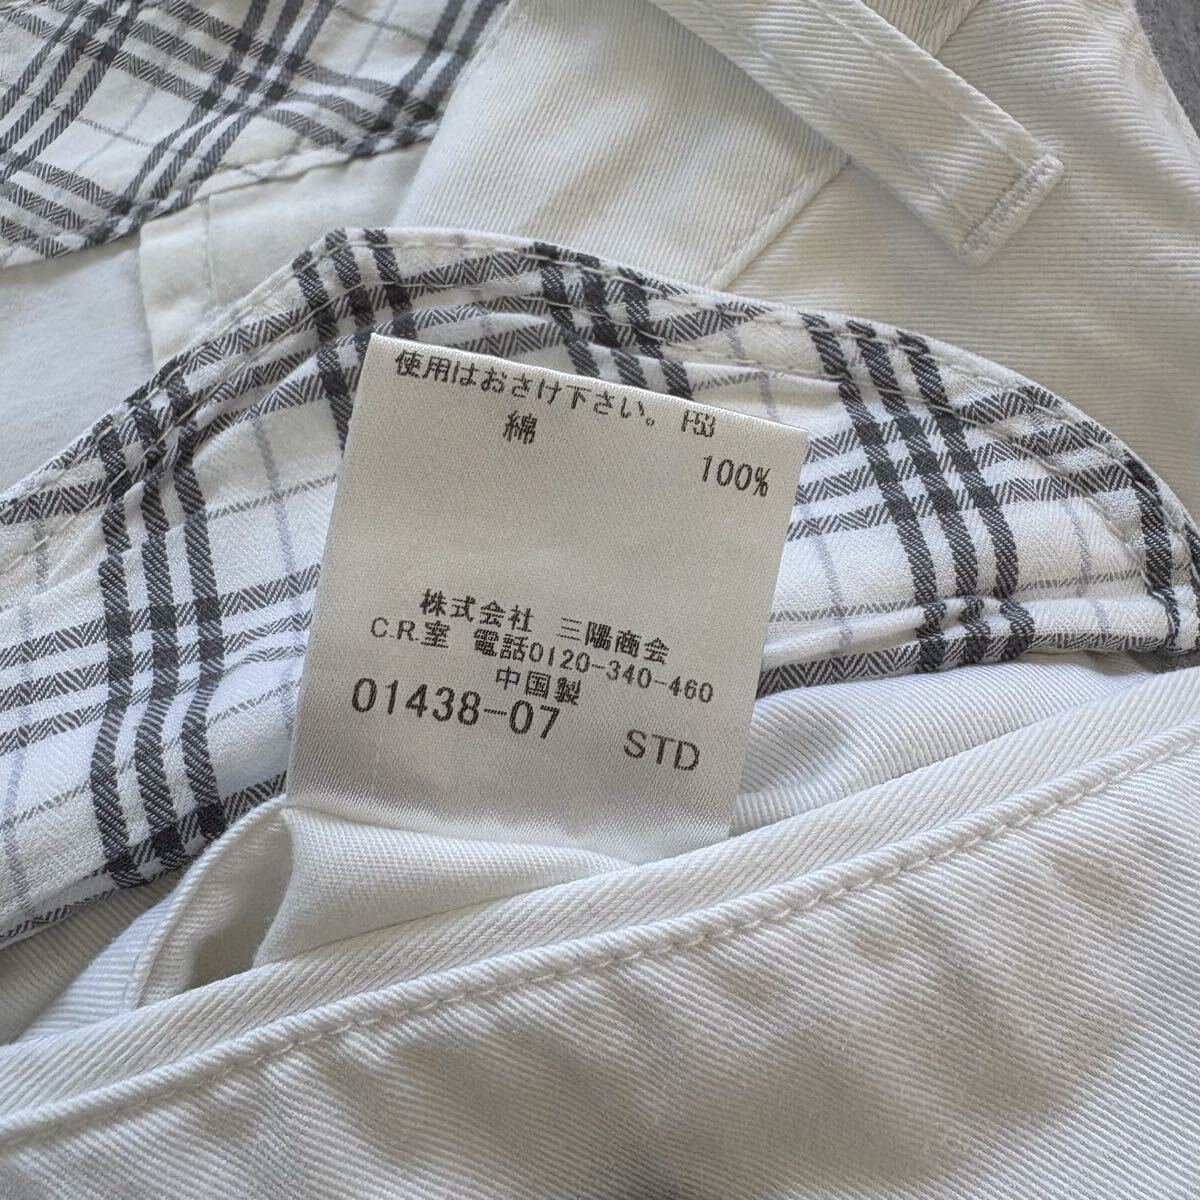 使用はおさけ下さい。 F53
綿
100%
株式会社 三陽商会
C.R.室 電話0120-340-460
中国製
01438-07 STD